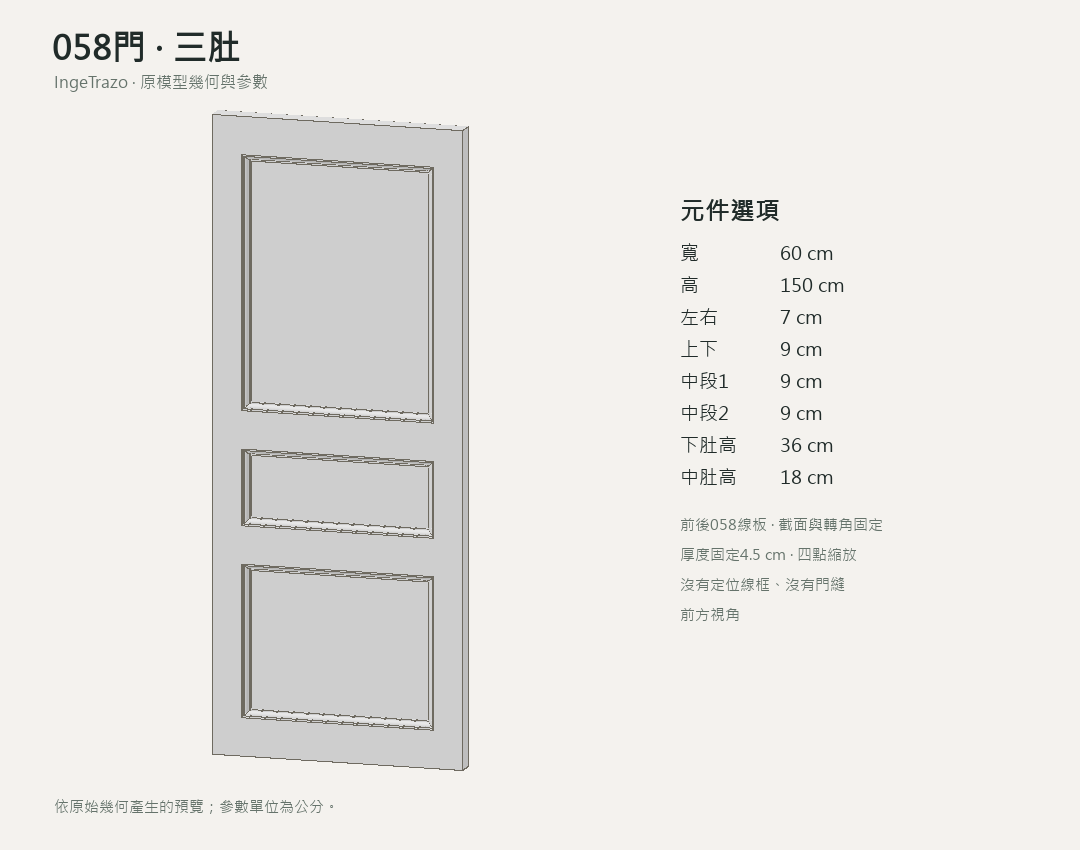 058門 · 三肚
IngeTrazo · 原模型幾何與參數
元件選項
寬 60 cm
高 150 cm
左右 7 cm
上下 9 cm
中段1 9 cm
中段2 9 cm
下肚高 36 cm
中肚高 18 cm
前後058線板 · 截面與轉角固定
厚度固定4.5 cm · 四點縮放
沒有定位線框、沒有門縫
前方視角
依原始幾何產生的預覽；參數單位為公分。